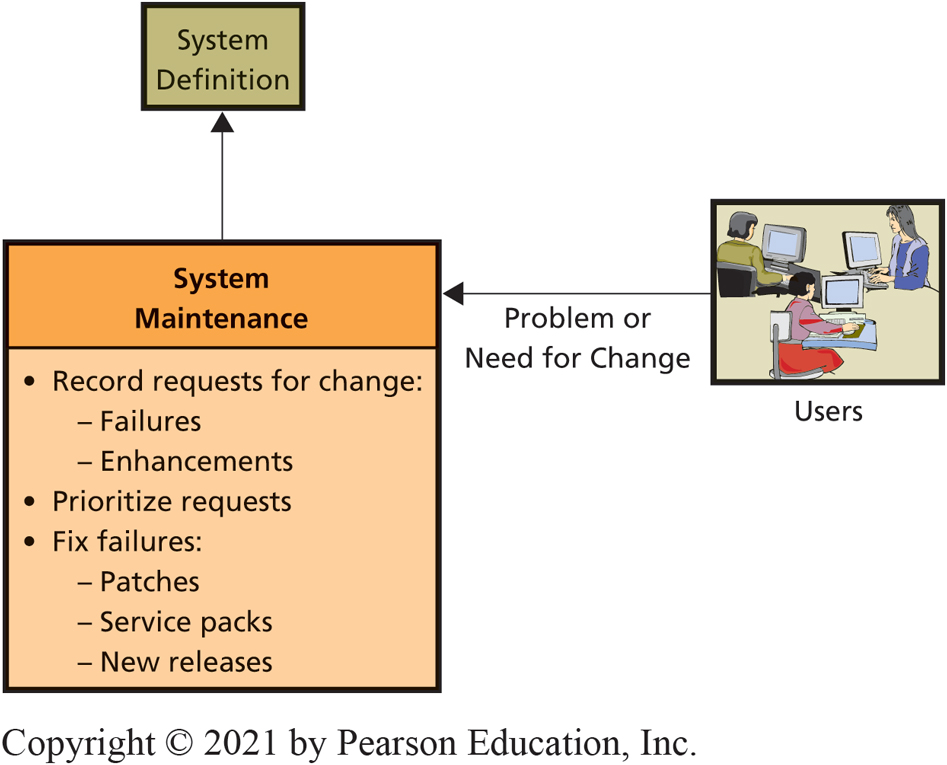 System
Definition
System
Maintenance
• Record requests for change:
– Failures
– Enhancements
• Prioritize requests
• Fix failures:
– Patches
– Service packs
– New releases
Problem or
Need for Change
Users
Copyright © 2021 by Pearson Education, Inc.